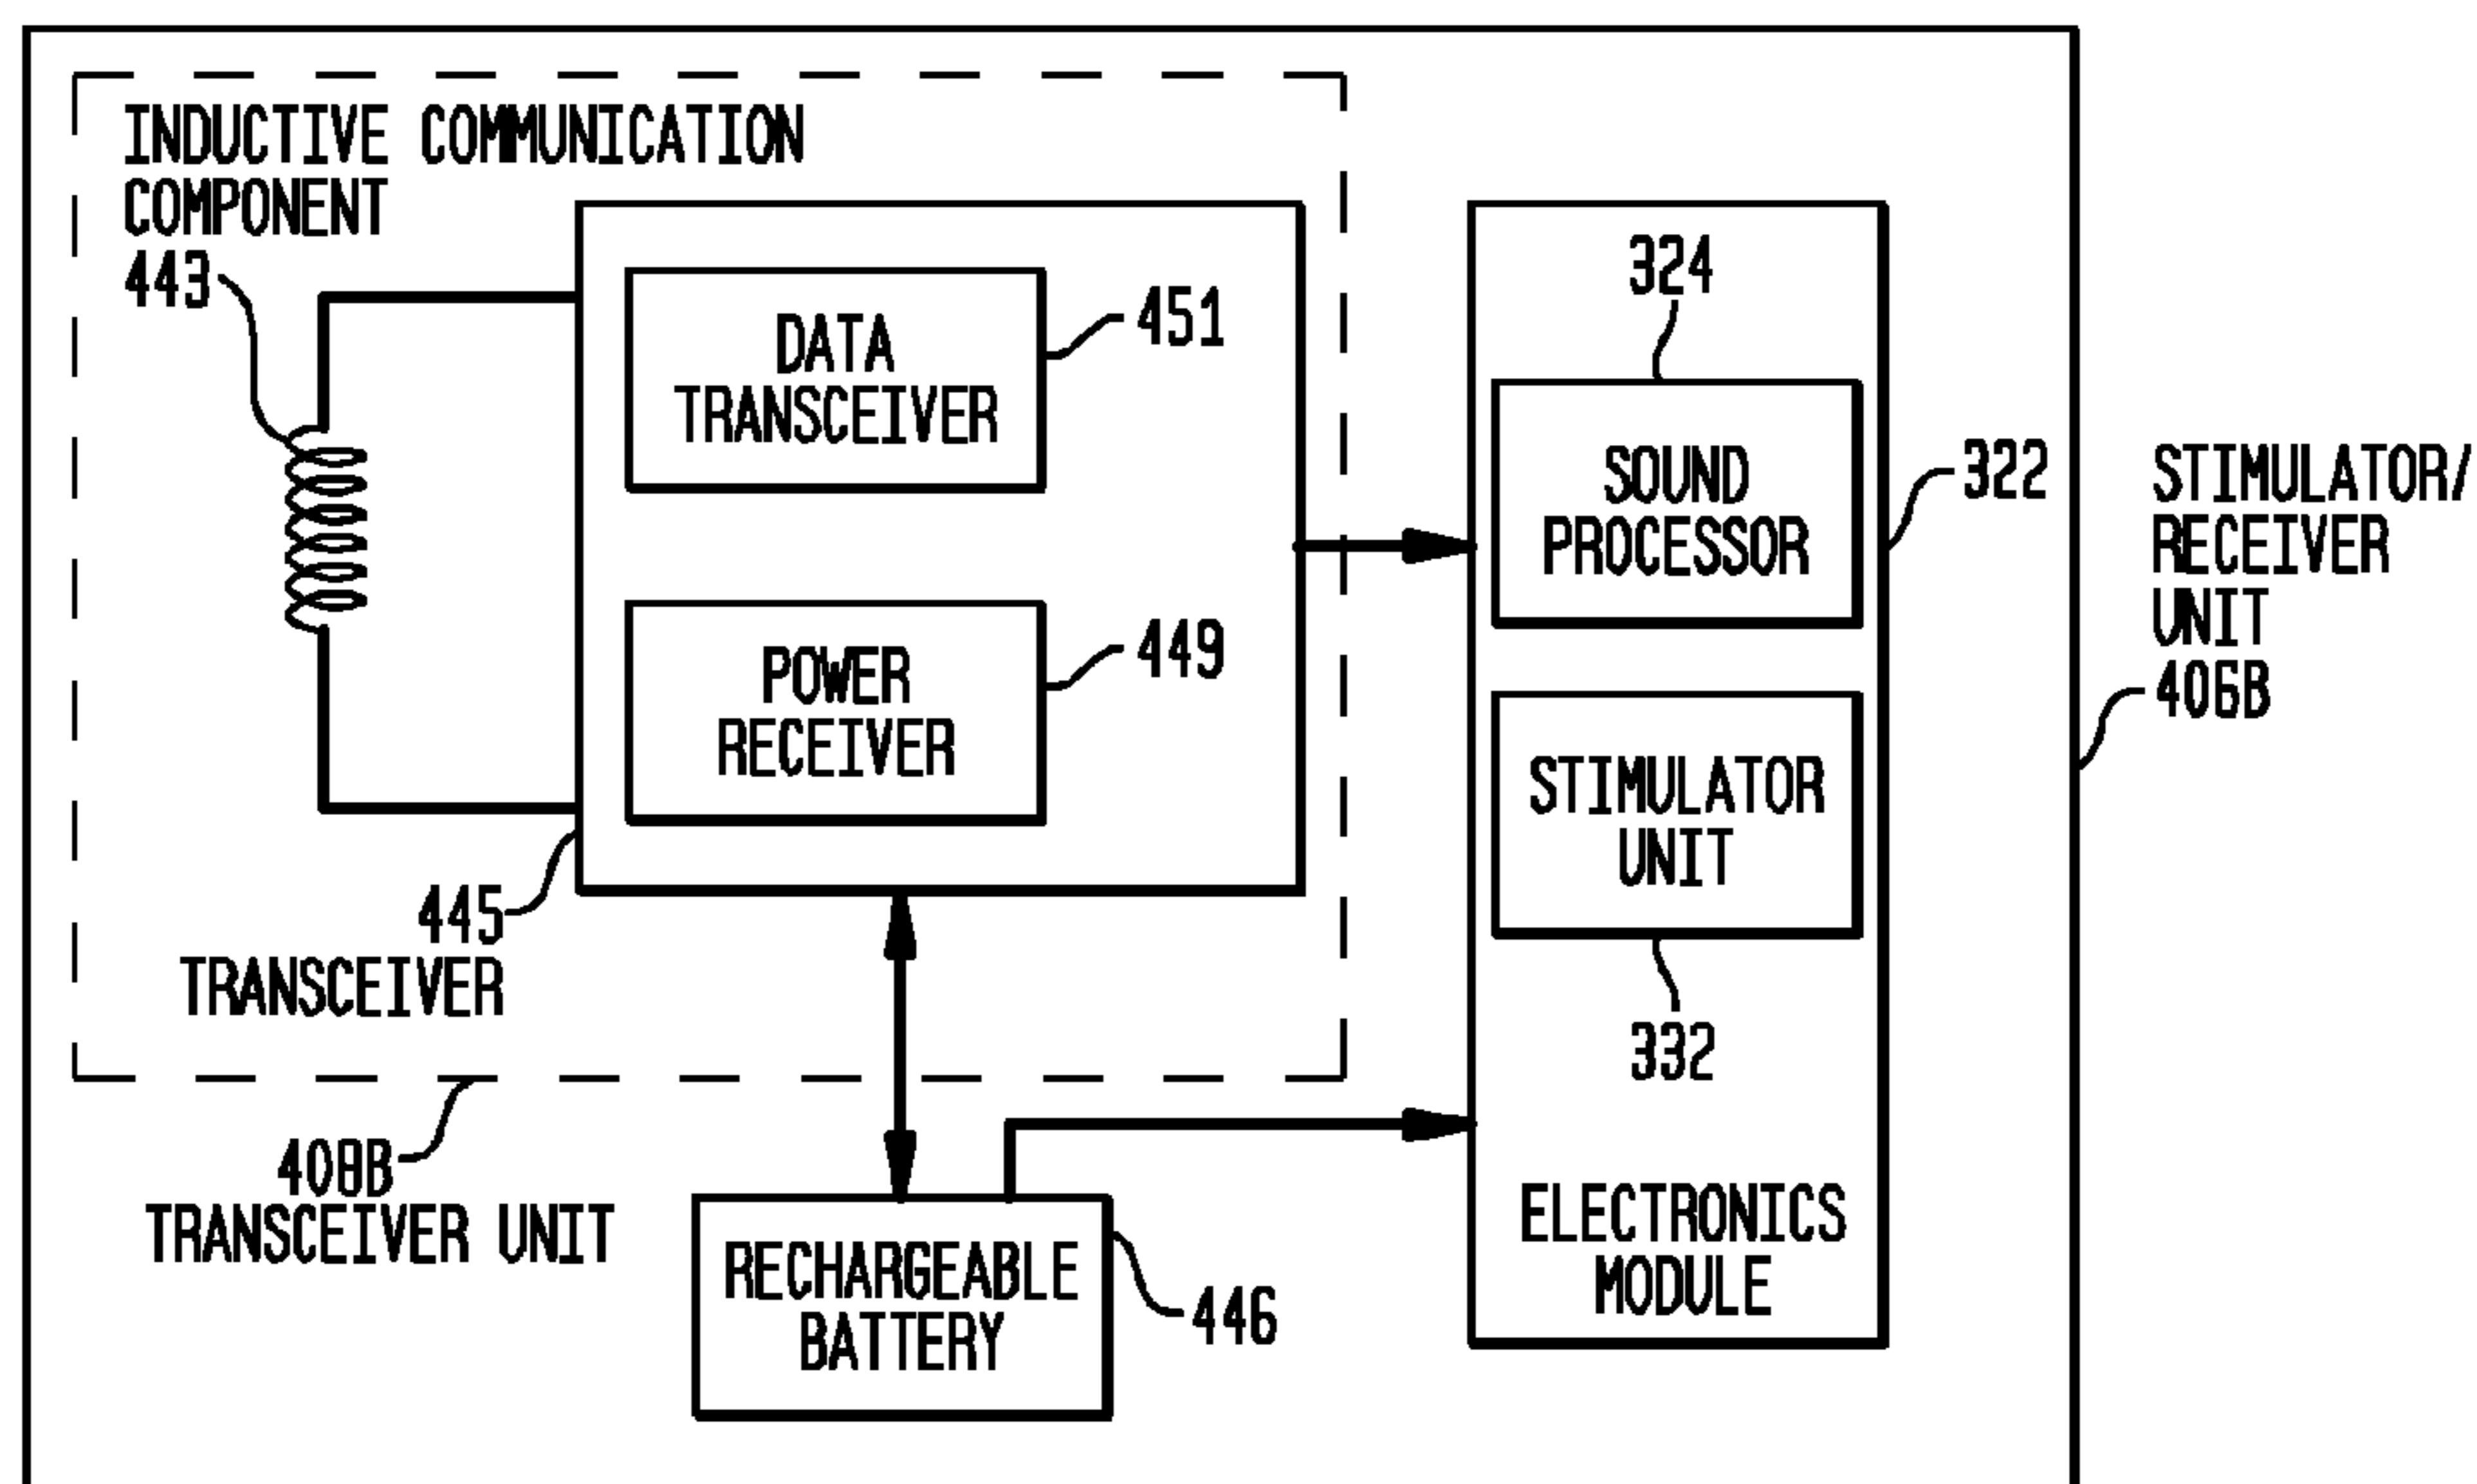 INDUCTIVE COMMUNICATION
COMPONENT
443
DATA
TRANSCEIVER
451
POWER
RECEIVER
449
445
TRANSCEIVER
408B
TRANSCEIVER UNIT
RECHARGEABLE
BATTERY
446
324
SOUND
PROCESSOR
322
STIMULATOR
UNIT
332
ELECTRONICS
MODULE
STIMULATOR/
RECEIVER
UNIT
406B